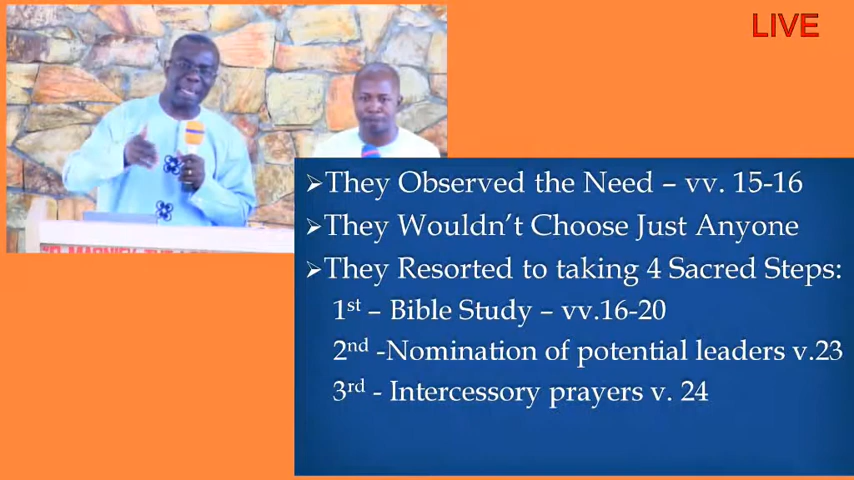 LIVE
➢They Observed the Need – vv. 15-16
➢They Wouldn't Choose Just Anyone
➢They Resorted to taking 4 Sacred Steps:
1st – Bible Study – vv.16-20
2nd -Nomination of potential leaders v.23
3rd - Intercessory prayers v. 24